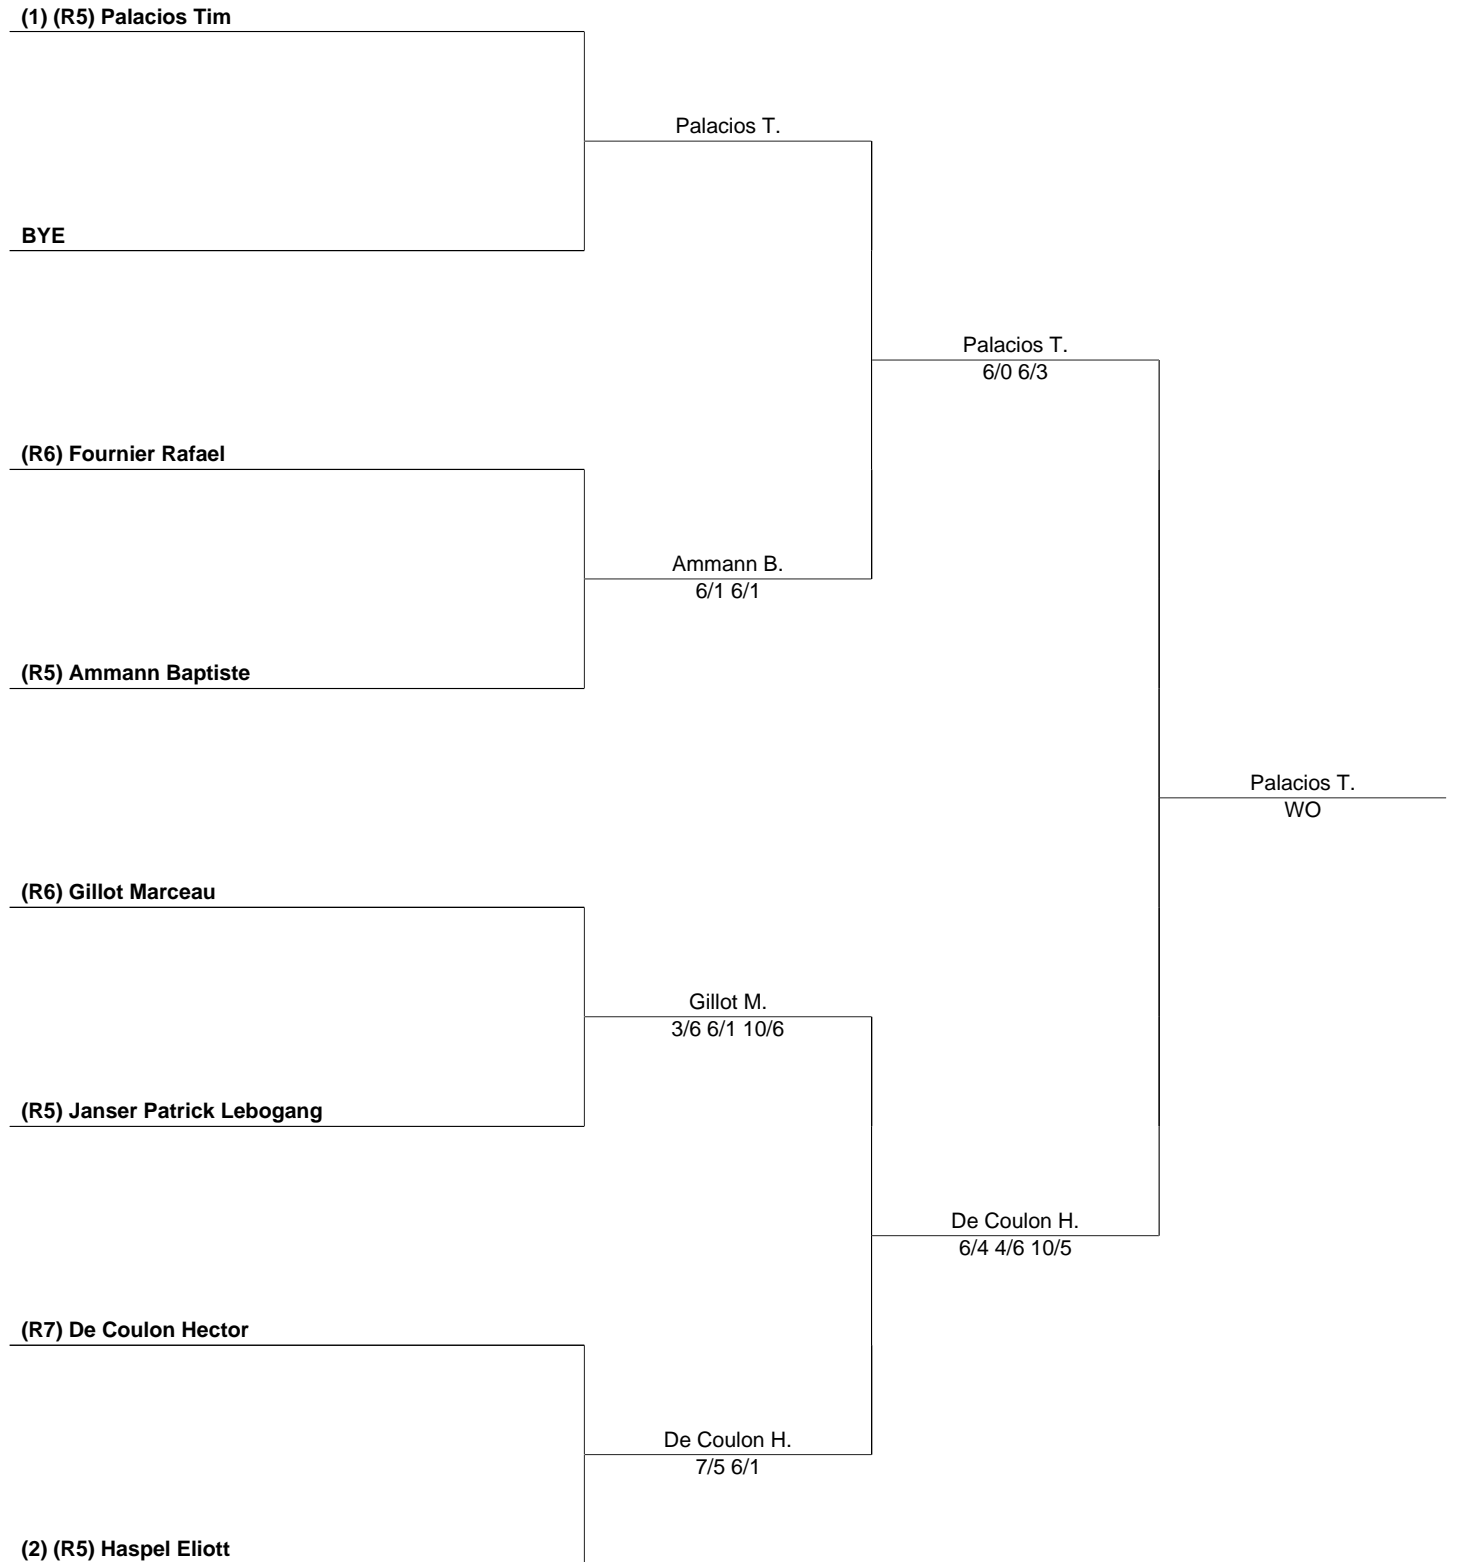 (1) (R5) Palacios Tim
Palacios T.
BYE
Palacios T.
6/0 6/3
(R6) Fournier Rafael
Ammann B.
6/1 6/1
(R5) Ammann Baptiste
Palacios T.
WO
(R6) Gillot Marceau
Gillot M.
3/6 6/1 10/6
(R5) Janser Patrick Lebogang
De Coulon H.
6/4 4/6 10/5
(R7) De Coulon Hector
De Coulon H.
7/5 6/1
(2) (R5) Haspel Eliott